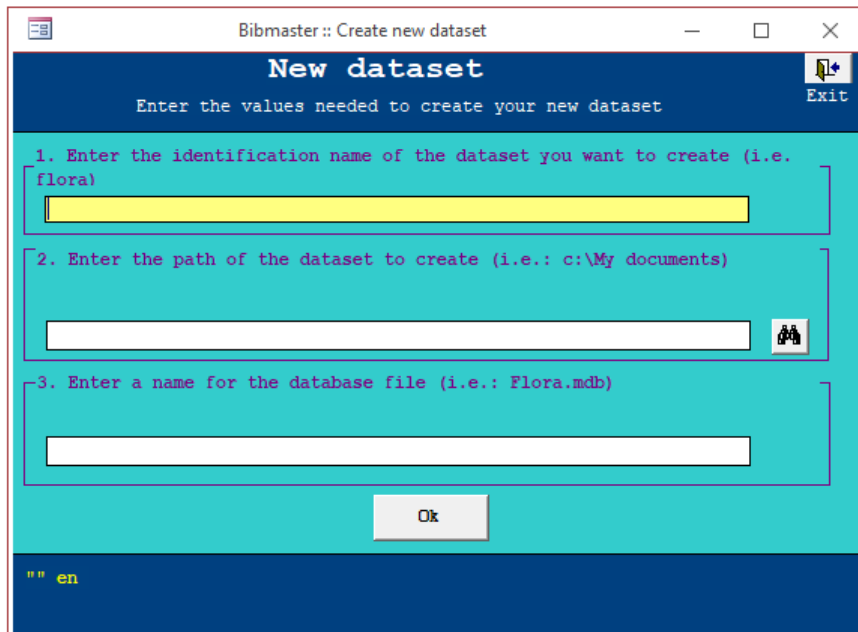 Bibmaster :: Create new dataset
New dataset
Exit
Enter the values needed to create your new dataset
1. Enter the identification name of the dataset you want to create (i.e.
flora)
2. Enter the path of the dataset to create (i.e.: c:\My documents)
3. Enter a name for the database file (i.e.: Flora.mdb)
Ok
"" en